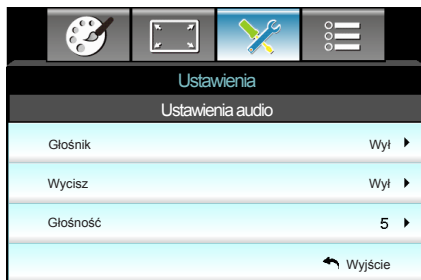 Ustawienia
Ustawienia audio
Głośnik Wył
Wycisz Wył
Głośność 5
Wyjście